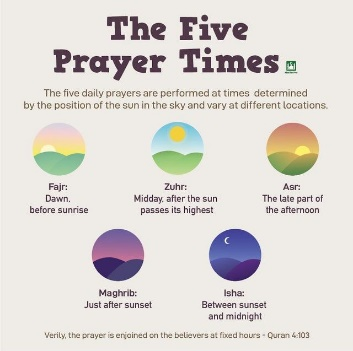 The Five
Prayer Times
The five daily prayers are performed at times determined
by the position of the sun in the sky and vary at different locations.
Fajr:
Dawn,
before sunrise
Zuhr:
Midday, after the sun
passes its highest
Asr:
The late part of
the afternoon
Maghrib:
Just after sunset
Isha:
Between sunset
and midnight
Verily, the prayer is enjoined on the believers at fixed hours - Quran 4:103